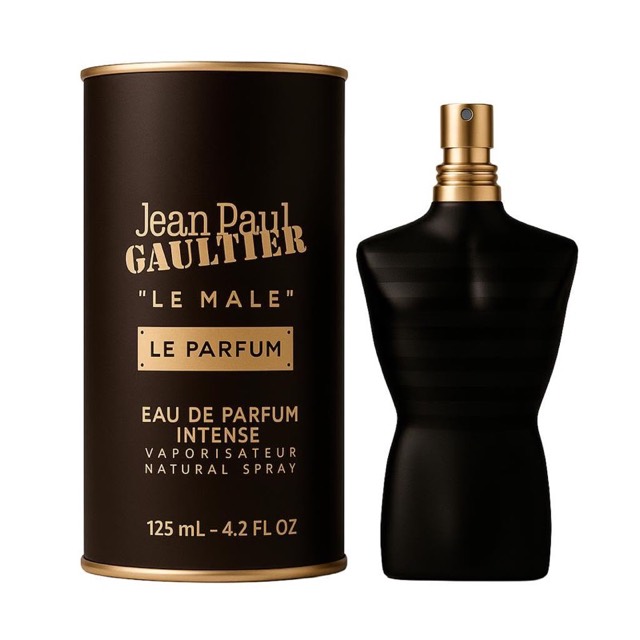 Jean Paul
GAULTIER
"LE MALE"
LE PARFUM
EAU DE PARFUM
INTENSE
VAPORISATEUR
NATURAL SPRAY
125 mL – 4.2 FL OZ